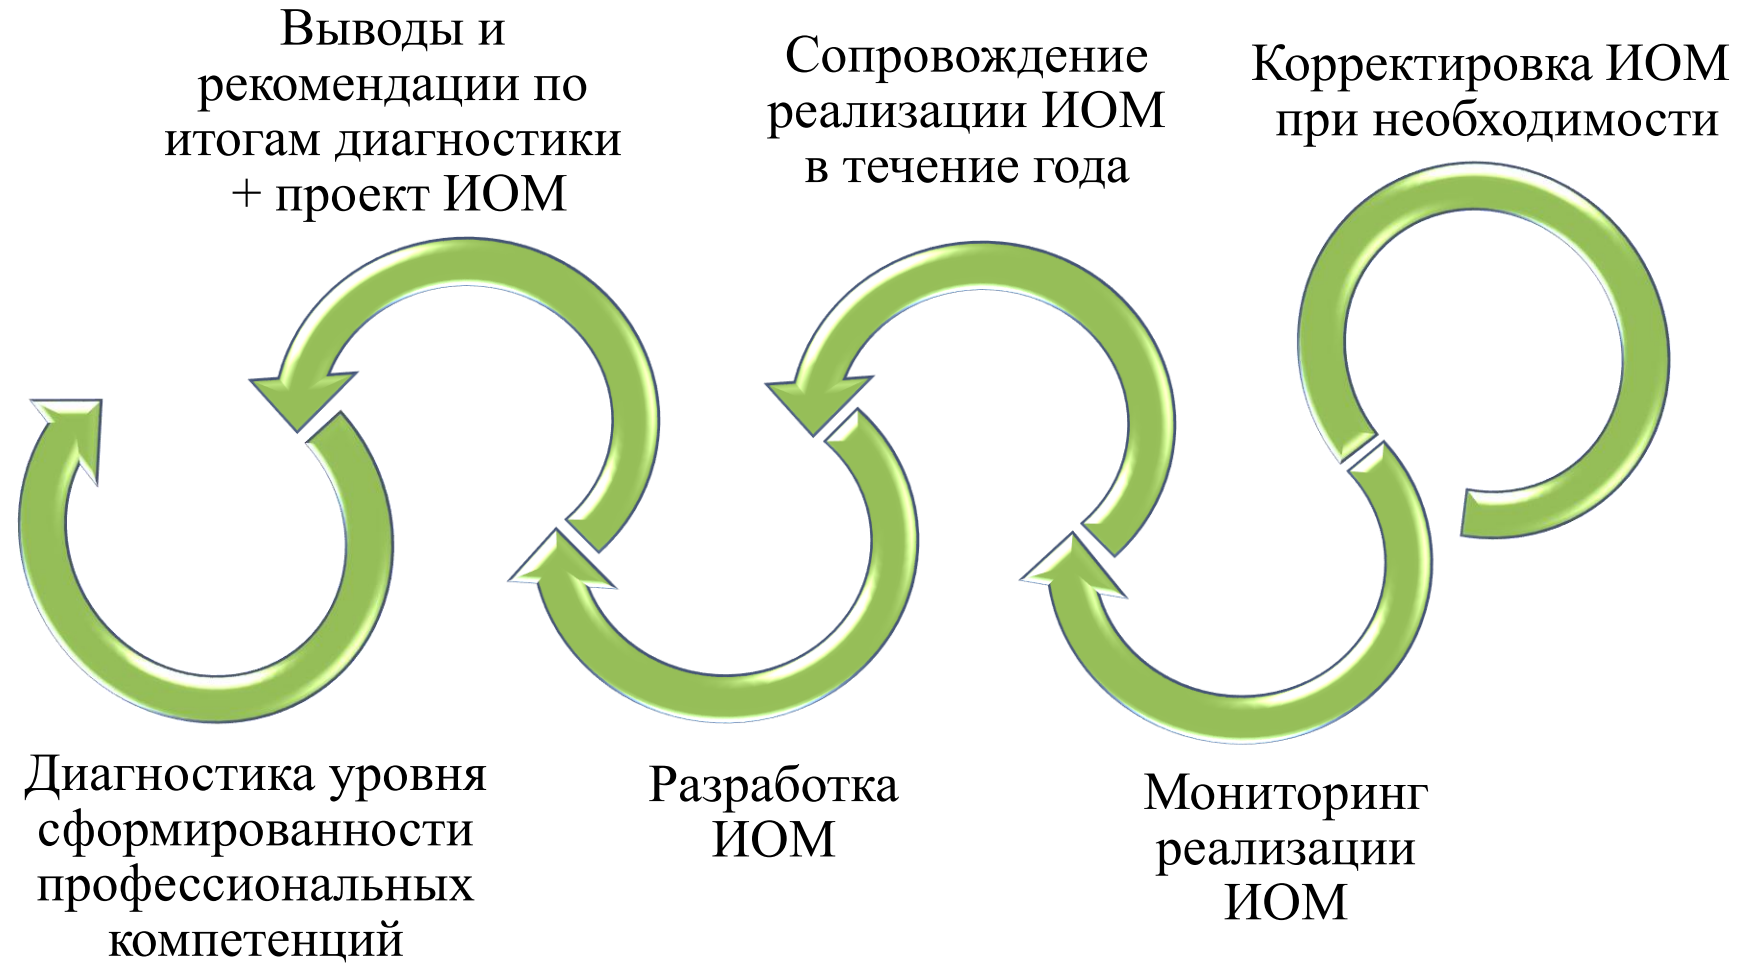 Выводы и
рекомендации по
итогам диагностики
+ проект ИОМ
Сопровождение
реализации ИОМ
в течение года
Корректировка ИОМ
при необходимости
Диагностика уровня
сформированности
профессиональных
компетенций
Разработка
ИОМ
Мониторинг
реализации
ИОМ